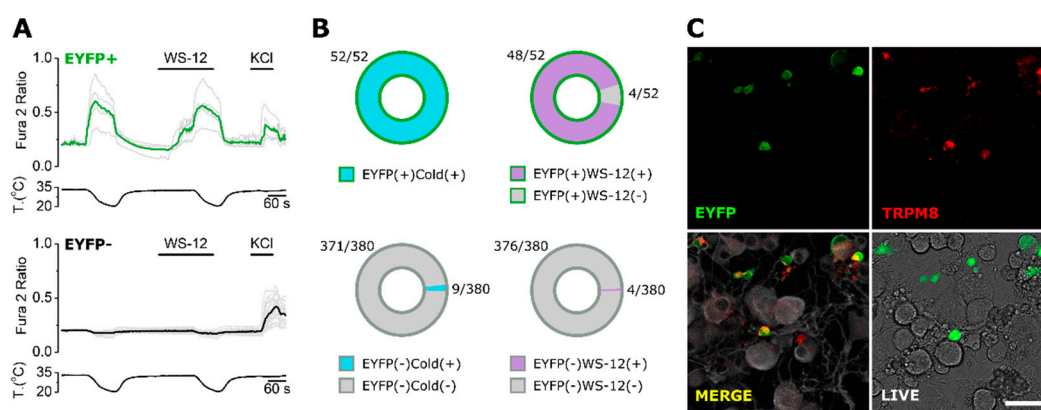 A
EYFP+
WS-12
KCl
1.0
0.5
0.0
Fura 2 Ratio
35
20
T.(°C)
60 s
EYFP-
WS-12
KCl
1.0
0.5
0.0
Fura 2 Ratio
35
20
T.(°C)
60 s
B
52/52
48/52
4/52
EYFP(+)Cold(+)
EYFP(+)WS-12(+)
EYFP(+)WS-12(-)
371/380
9/380
376/380
4/380
EYFP(-)Cold(+)
EYFP(-)Cold(-)
EYFP(-)WS-12(+)
EYFP(-)WS-12(-)
C
EYFP
TRPM8
MERGE
LIVE